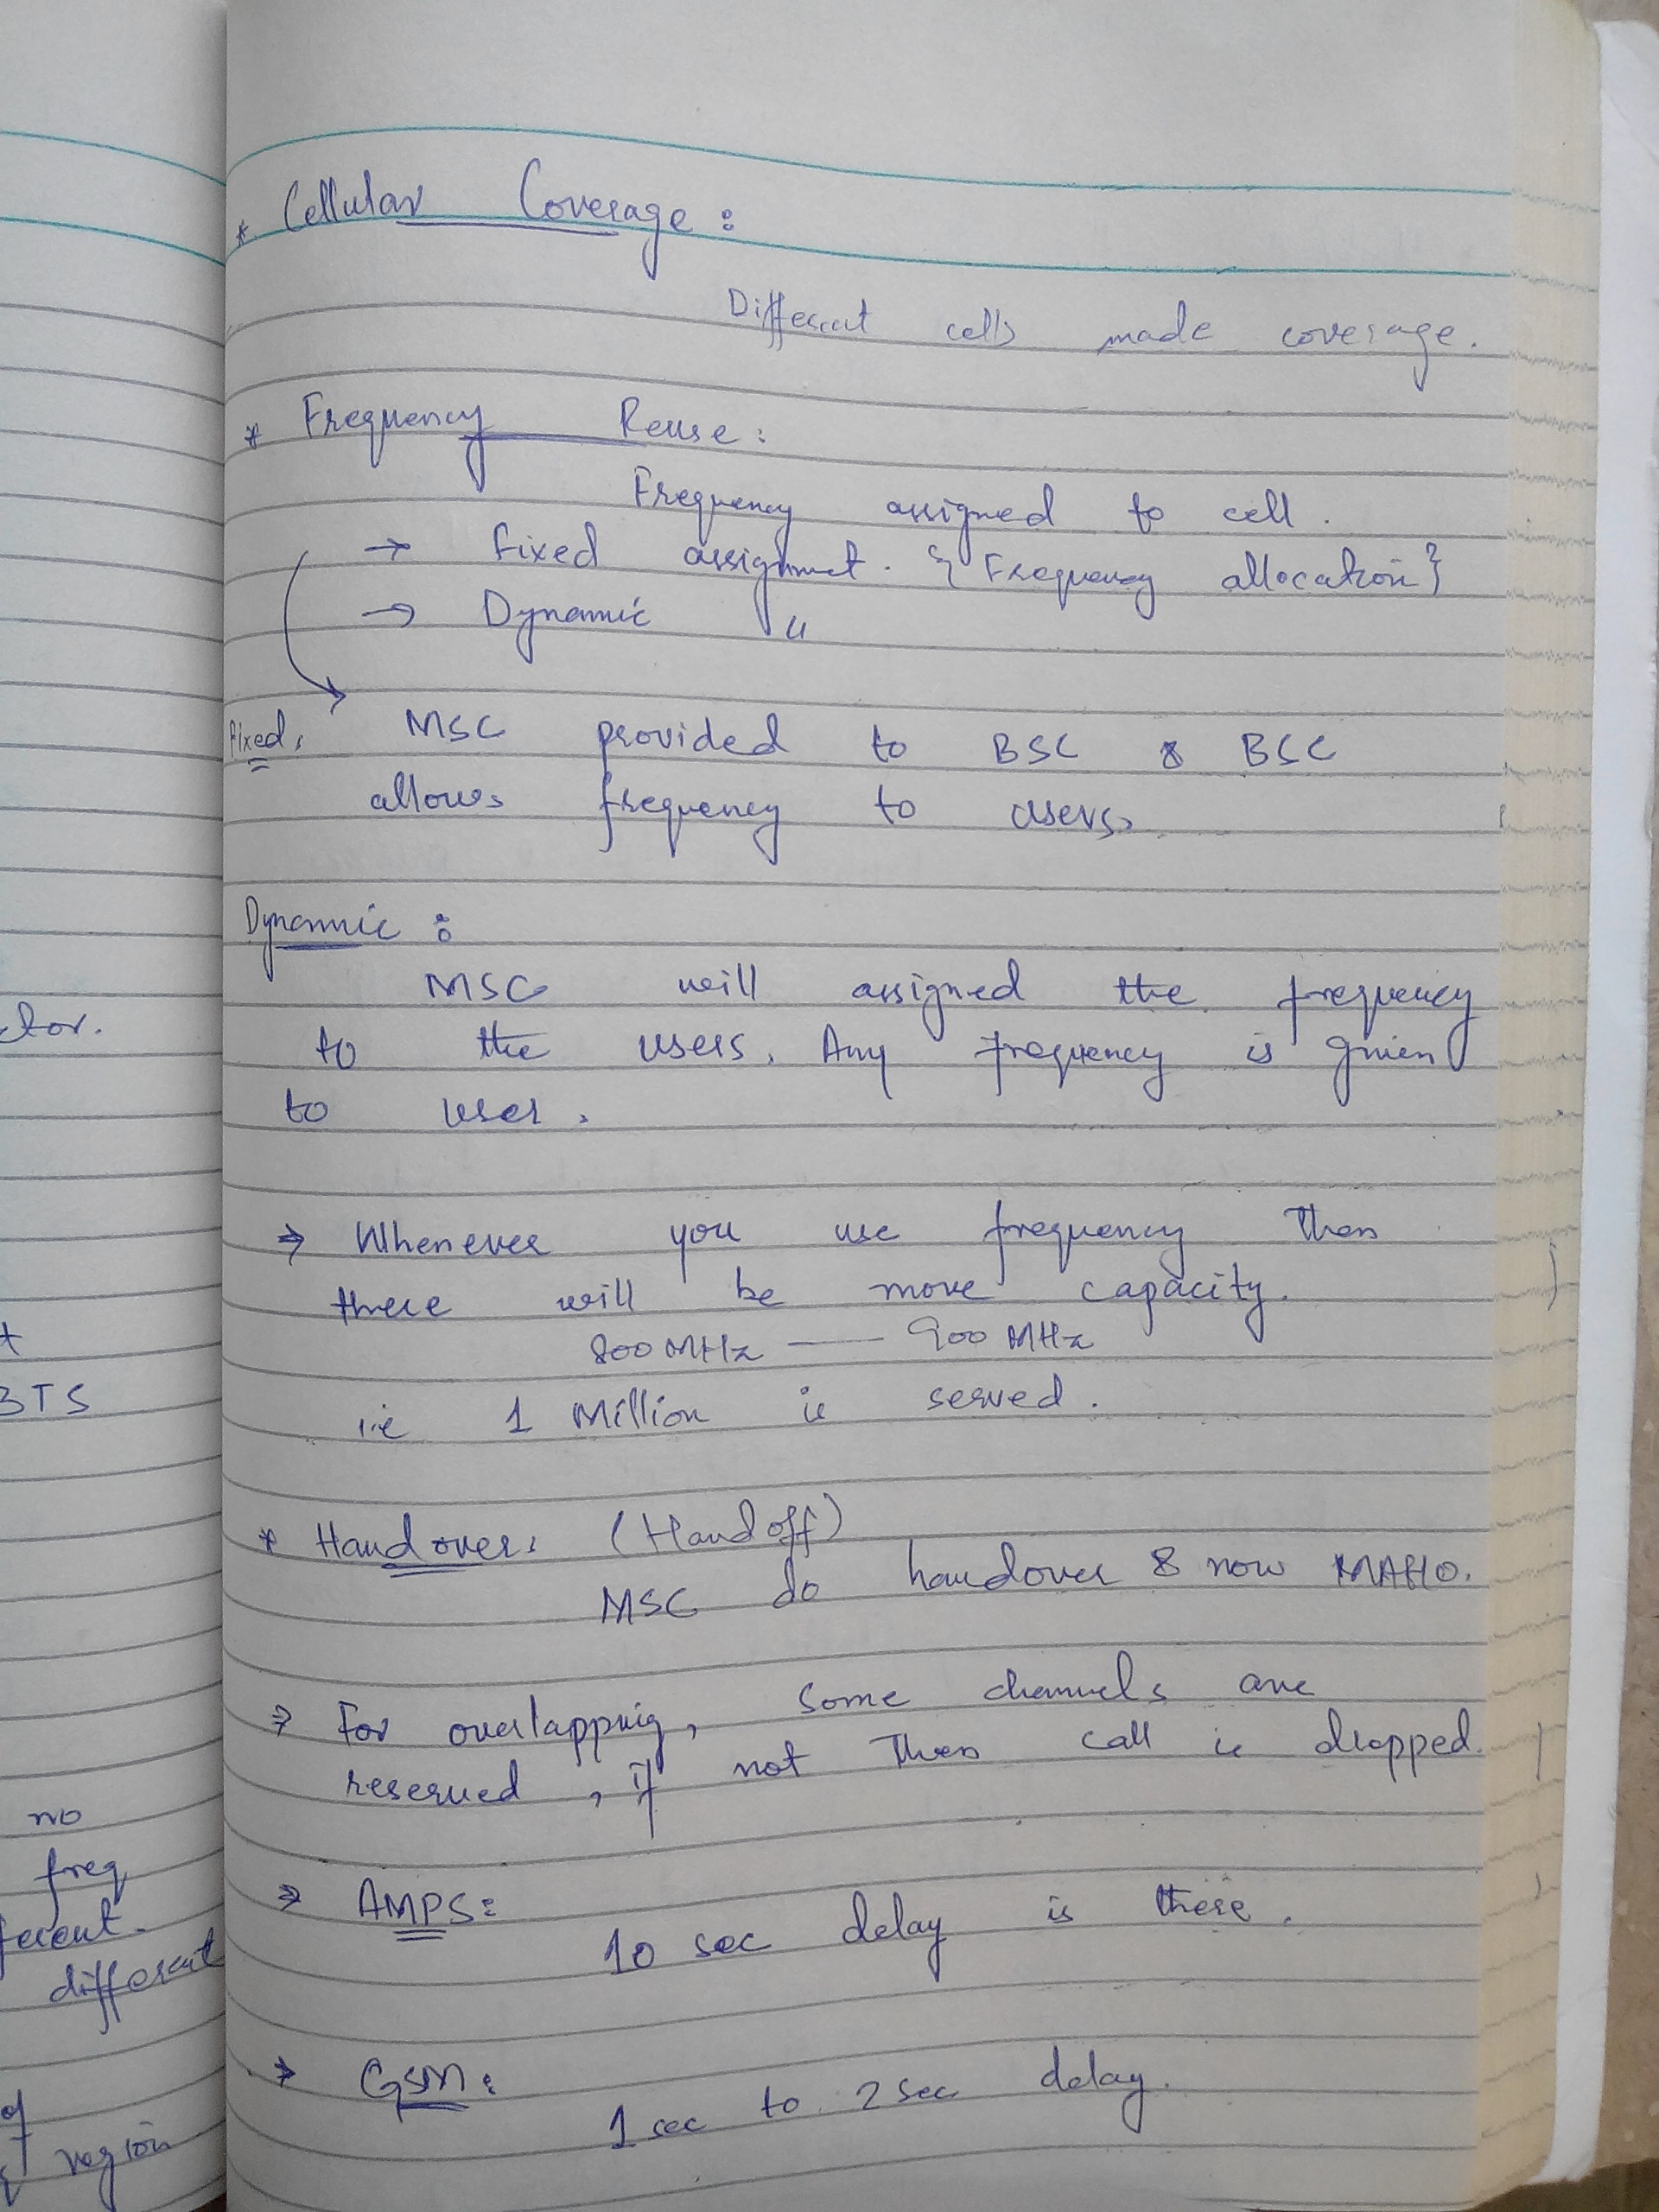 * Cellular Coverage :
Different cells made coverage.
* Frequency Reuse :
Frequency assigned to cell.
→ fixed assignment. {Frequency allocation}
→ Dynamic "
fixed: MSC provided to BSC & BSC
allows frequency to users.
Dynamic :
MSC will assigned the frequency
to the users. Any frequency is given
to user.
⇒ Whenever you use frequency then
there will be more capacity.
800 MHz — 900 MHz
i.e 1 Million is served.
* Handover: (Handoff)
MSC do handover & now MAHO.
⇒ For overlapping, some channels are
reserved, if not then call is dropped.
⇒ AMPS:
10 sec delay is there.
⇒ GSM:
1 sec to 2 sec delay.
BTS
no
freq
different
of
region